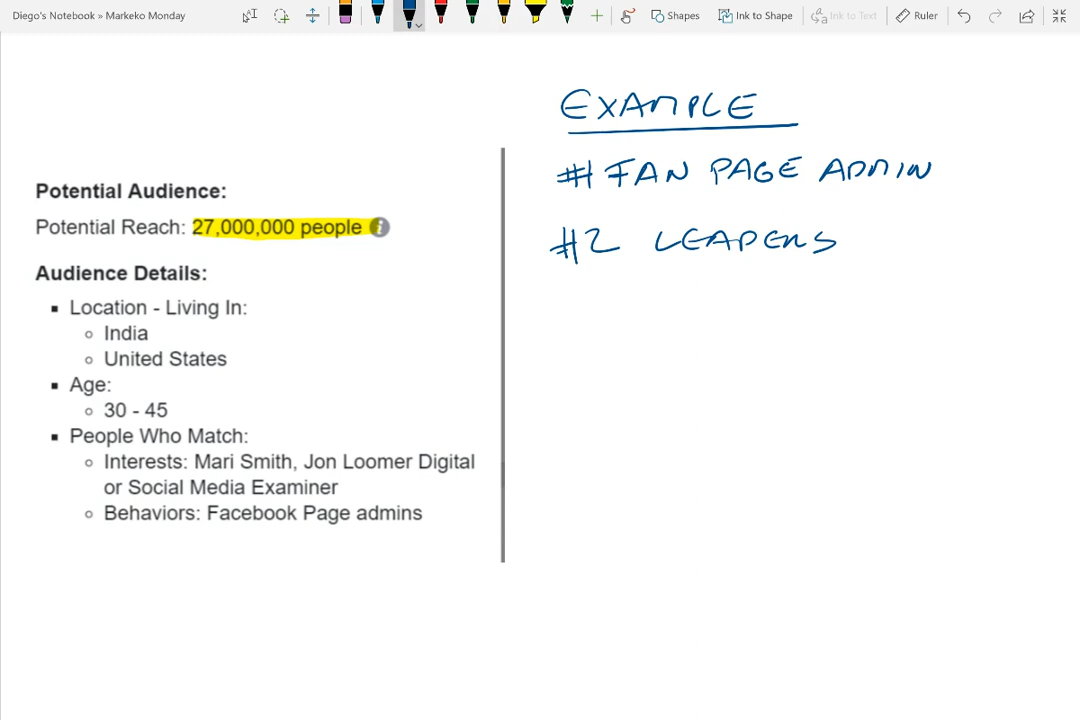 Diego's Notebook » Markeko Monday
Shapes
Ink to Shape
Ink to Text
Ruler
EXAMPLE
#1 FAN PAGE ADMIN
#2 LEADERS
Potential Audience:
Potential Reach: 27,000,000 people
Audience Details:
▪ Location - Living In:
◦ India
◦ United States
▪ Age:
◦ 30 - 45
▪ People Who Match:
◦ Interests: Mari Smith, Jon Loomer Digital
or Social Media Examiner
◦ Behaviors: Facebook Page admins